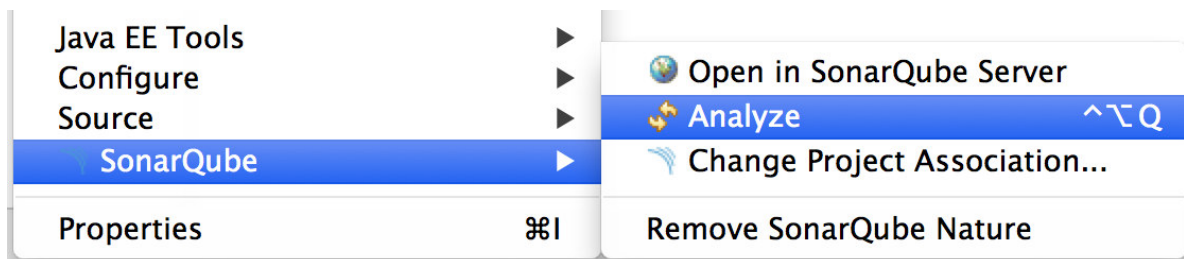 Java EE Tools ▶
Configure ▶
Source ▶
SonarQube ▶
Properties ⌘I
Open in SonarQube Server
Analyze ^⌥Q
Change Project Association...
Remove SonarQube Nature